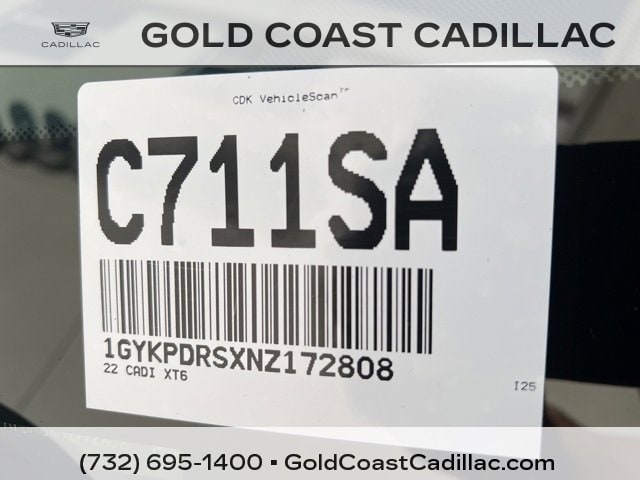 CADILLAC
GOLD COAST CADILLAC
CDK VehicleScan™
C711SA
1GYKPDRSXNZ172808
22 CADI XT6
I25
(732) 695-1400 ▪ GoldCoastCadillac.com